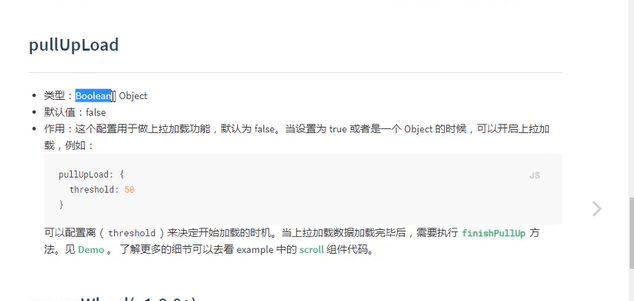 pullUpLoad
类型：Boolean| Object
默认值：false
作用：这个配置用于做上拉加载功能，默认为 false。当设置为 true 或者是一个 Object 的时候，可以开启上拉加
载，例如：
pullUpLoad: {
JS
threshold: 50
}
可以配置离（threshold）来决定开始加载的时机。当上拉加载数据加载完毕后，需要执行 finishPullUp 方
法。见 Demo 。 了解更多的细节可以去看 example 中的 scroll 组件代码。